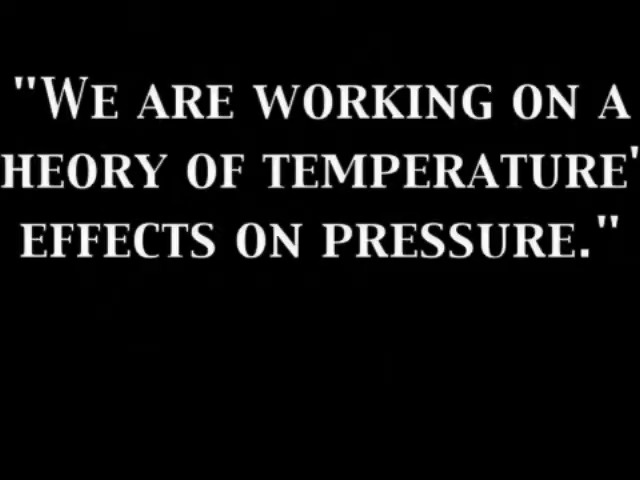 "We are working on a
heory of temperature'
effects on pressure."